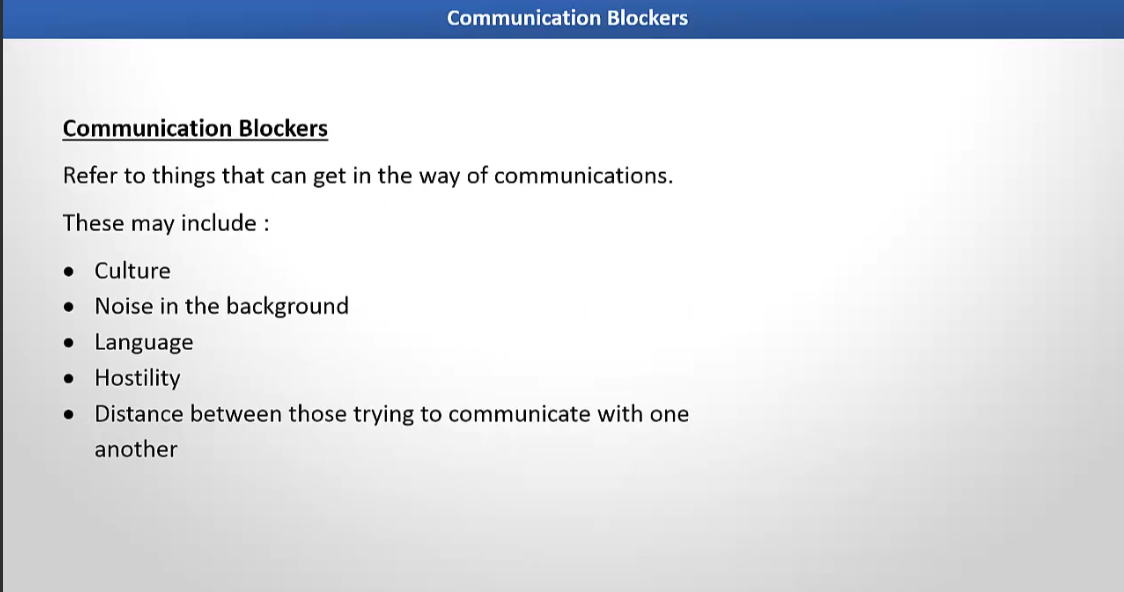 Communication Blockers
Communication Blockers
Refer to things that can get in the way of communications.
These may include :
• Culture
• Noise in the background
• Language
• Hostility
• Distance between those trying to communicate with one
another